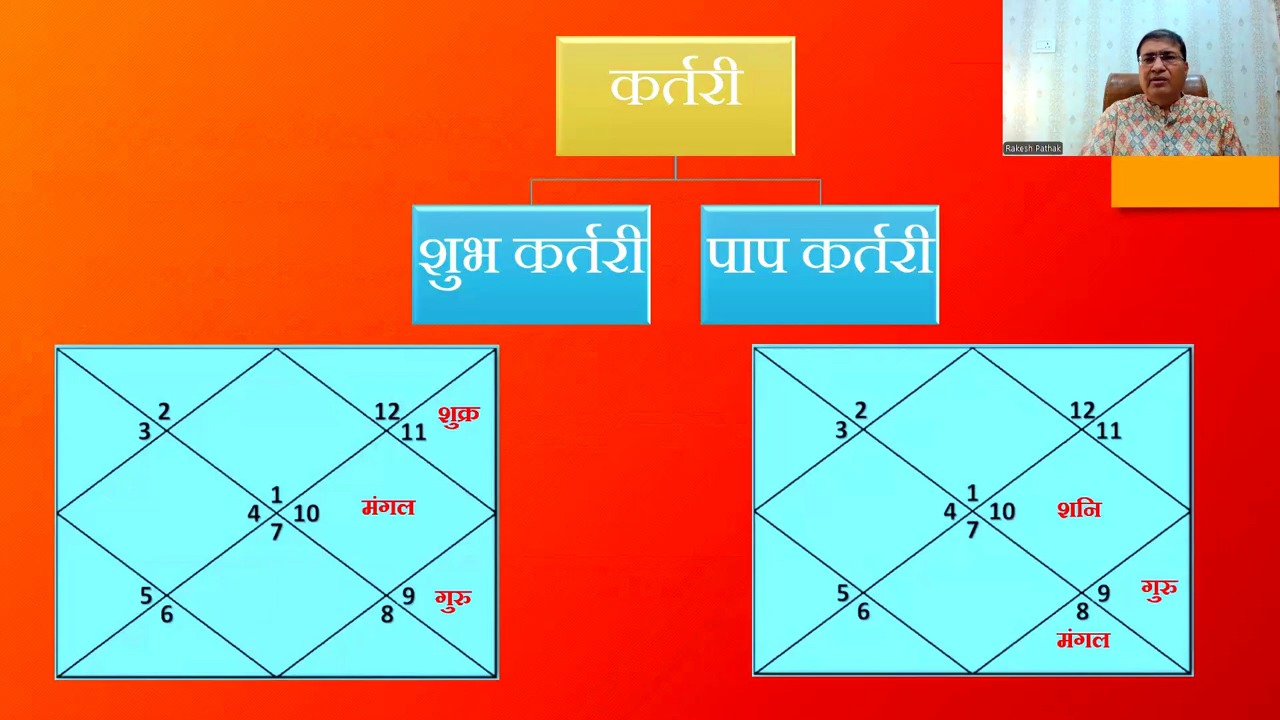 कर्तरी
Rakesh Pathak
शुभ कर्तरी
पाप कर्तरी
2
12
शुक्र
3
11
1
मंगल
4
10
7
5
9
गुरु
6
8
2
12
3
11
1
शनि
4
10
7
5
9
गुरु
6
8
मंगल